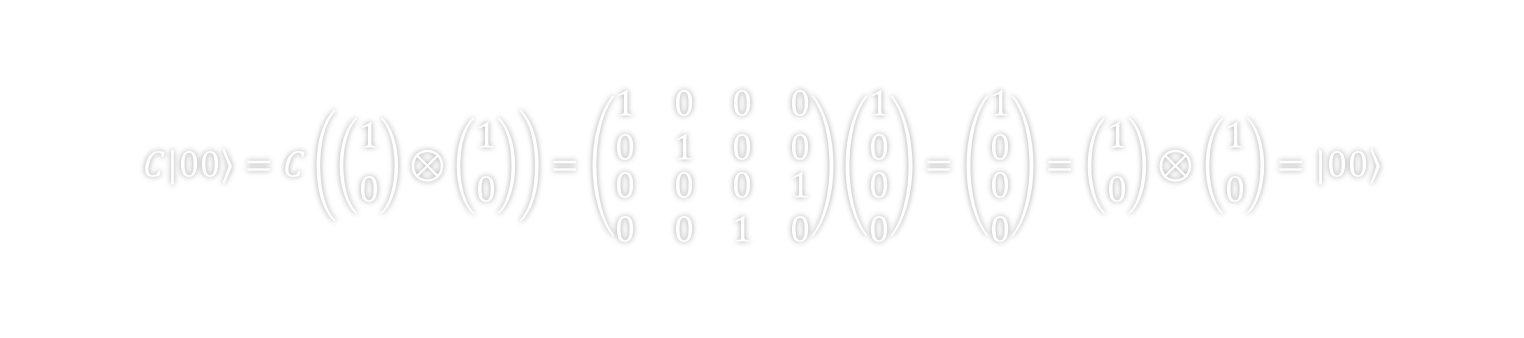 C|00⟩ = C((1 0) ⊗ (1 0)) = (1 0 0 0 0 1 0 0 0 0 0 1 0 0 1 0)(1 0 0 0) = (1 0 0 0) = (1 0) ⊗ (1 0) = |00⟩